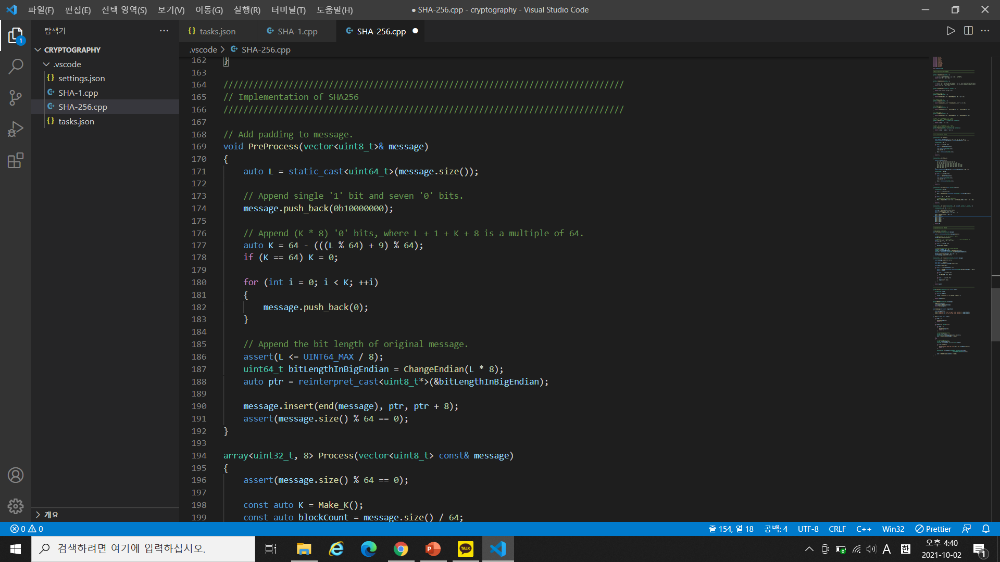 파일(F) 편집(E) 선택 영역(S) 보기(V) 이동(G) 실행(R) 터미널(T) 도움말(H)
● SHA-256.cpp - cryptography - Visual Studio Code
탐색기
tasks.json
SHA-1.cpp
SHA-256.cpp
CRYPTOGRAPHY
.vscode
settings.json
SHA-1.cpp
SHA-256.cpp
tasks.json
개요
.vscode > SHA-256.cpp
162 }
163
164 ////////////////////////////////////////////////////////////////////////////////
165 // Implementation of SHA256
166 ////////////////////////////////////////////////////////////////////////////////
167
168 // Add padding to message.
169 void PreProcess(vector<uint8_t>& message)
170 {
171     auto L = static_cast<uint64_t>(message.size());
172
173     // Append single '1' bit and seven '0' bits.
174     message.push_back(0b10000000);
175
176     // Append (K * 8) '0' bits, where L + 1 + K + 8 is a multiple of 64.
177     auto K = 64 - (((L % 64) + 9) % 64);
178     if (K == 64) K = 0;
179
180     for (int i = 0; i < K; ++i)
181     {
182         message.push_back(0);
183     }
184
185     // Append the bit length of original message.
186     assert(L <= UINT64_MAX / 8);
187     uint64_t bitLengthInBigEndian = ChangeEndian(L * 8);
188     auto ptr = reinterpret_cast<uint8_t*>(&bitLengthInBigEndian);
189
190     message.insert(end(message), ptr, ptr + 8);
191     assert(message.size() % 64 == 0);
192 }
193
194 array<uint32_t, 8> Process(vector<uint8_t> const& message)
195 {
196     assert(message.size() % 64 == 0);
197
198     const auto K = Make_K();
199     const auto blockCount = message.size() / 64;
0 0
줄 154, 열 18 공백: 4 UTF-8 CRLF C++ Win32 Prettier
검색하려면 여기에 입력하십시오.
TALK
A 한
오후 4:40
2021-10-02
1